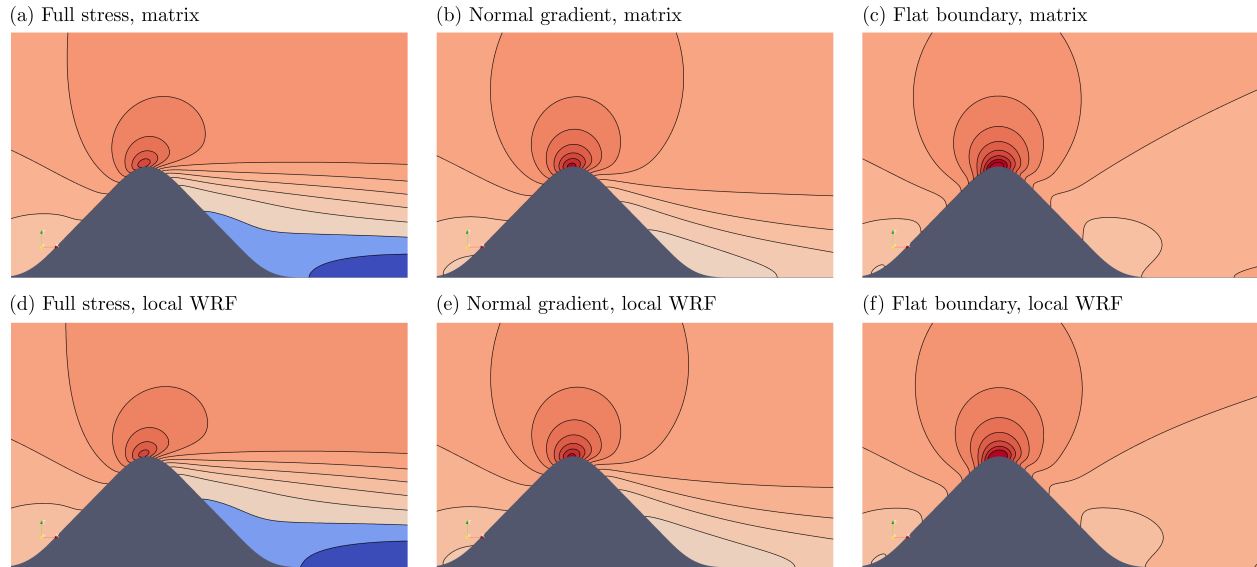 (a) Full stress, matrix
(b) Normal gradient, matrix
(c) Flat boundary, matrix
(d) Full stress, local WRF
(e) Normal gradient, local WRF
(f) Flat boundary, local WRF